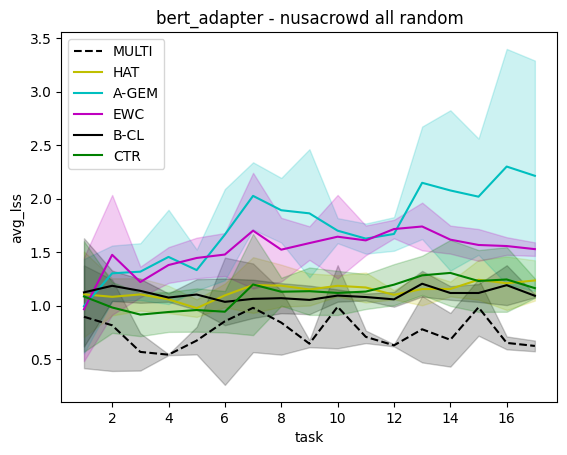 bert_adapter - nusacrowd all random
MULTI
HAT
A-GEM
EWC
B-CL
CTR
avg_lss
3.5
3.0
2.5
2.0
1.5
1.0
0.5
2 4 6 8 10 12 14 16
task